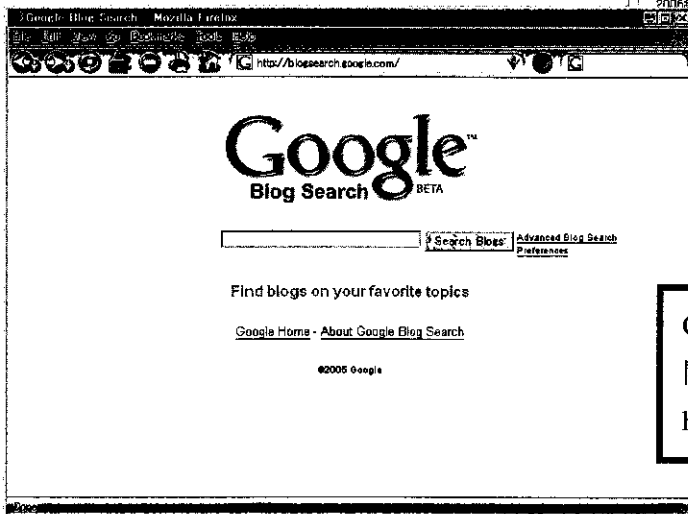 Google Blog Search - Mozilla Firefox
File Edit View Go Bookmarks Tools Help
http://blogsearch.google.com/
Google™
Blog Search BETA
Search Blogs
Advanced Blog Search
Preferences
Find blogs on your favorite topics
Google Home - About Google Blog Search
©2005 Google
Done